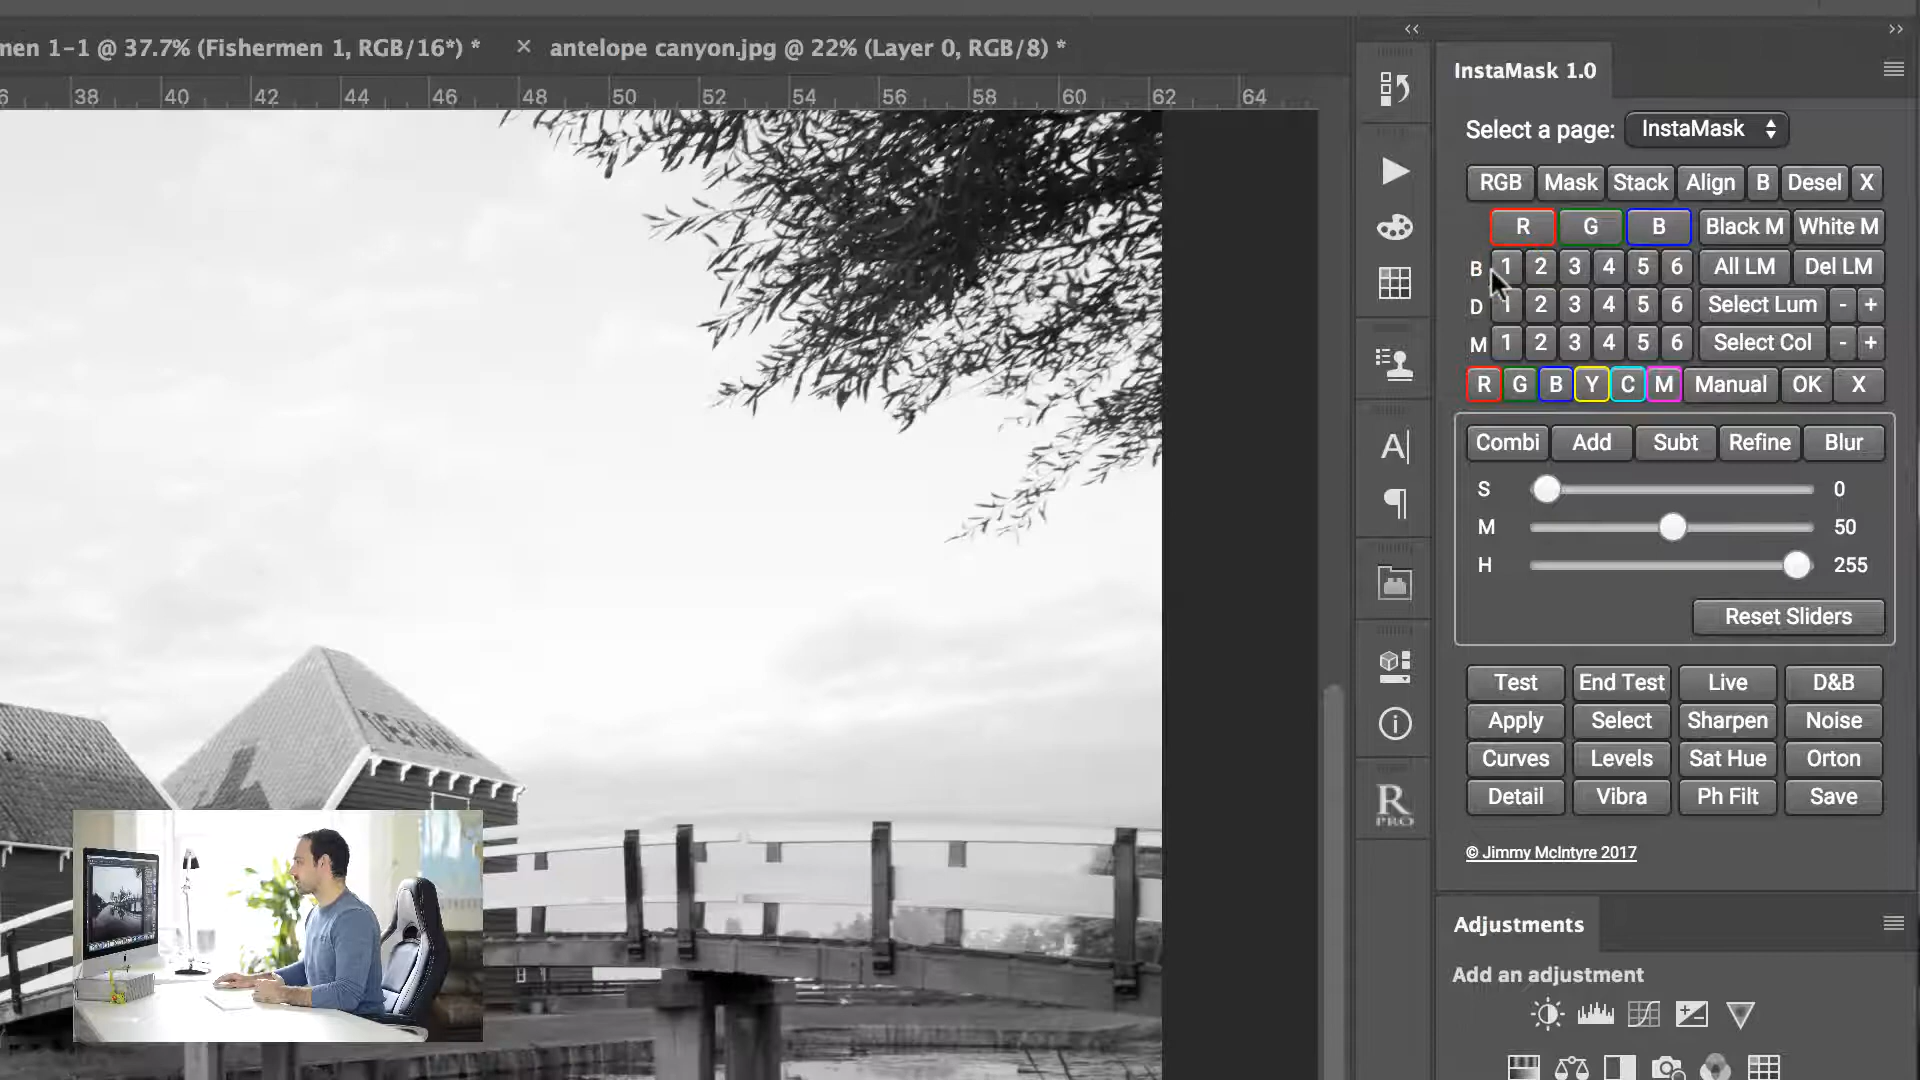 men 1-1 @ 37.7% (Fishermen 1, RGB/16*) *
× antelope canyon.jpg @ 22% (Layer 0, RGB/8) *
6 38 40 42 44 46 48 50 52 54 56 58 60 62 64
InstaMask 1.0
Select a page: InstaMask
RGB Mask Stack Align B Desel X
R G B Black M White M
B 1 2 3 4 5 6 All LM Del LM
D 1 2 3 4 5 6 Select Lum - +
M 1 2 3 4 5 6 Select Col - +
R G B Y C M Manual OK X
Combi Add Subt Refine Blur
S 0
M 50
H 255
Reset Sliders
Test End Test Live D&B
Apply Select Sharpen Noise
Curves Levels Sat Hue Orton
Detail Vibra Ph Filt Save
© Jimmy McIntyre 2017
R PRO
Adjustments
Add an adjustment